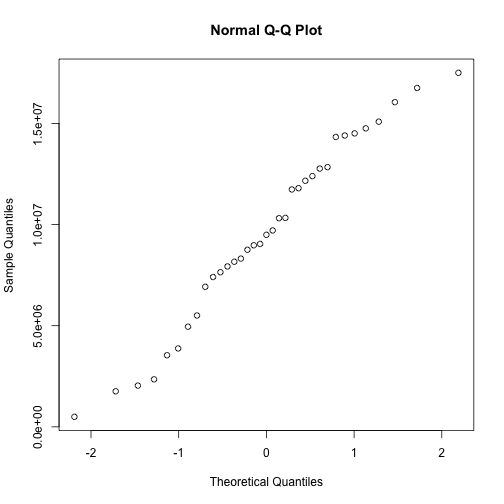 Normal Q-Q Plot
Sample Quantiles
1.5e+07
1.0e+07
5.0e+06
0.0e+00
-2 -1 0 1 2
Theoretical Quantiles